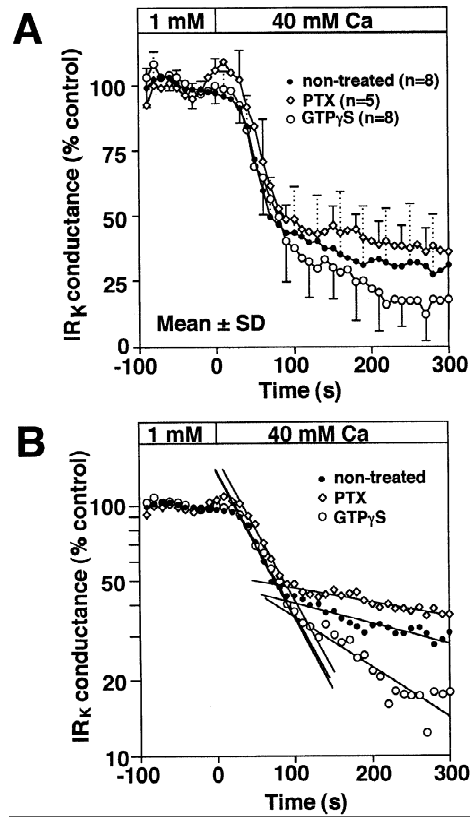 A
1 mM
40 mM Ca
non-treated (n=8)
PTX (n=5)
GTPγS (n=8)
IRK conductance (% control)
100
75
50
25
0
Mean ± SD
-100
0
100
200
300
Time (s)
B
1 mM
40 mM Ca
non-treated
PTX
GTPγS
IRK conductance (% control)
100
50
20
10
-100
0
100
200
300
Time (s)